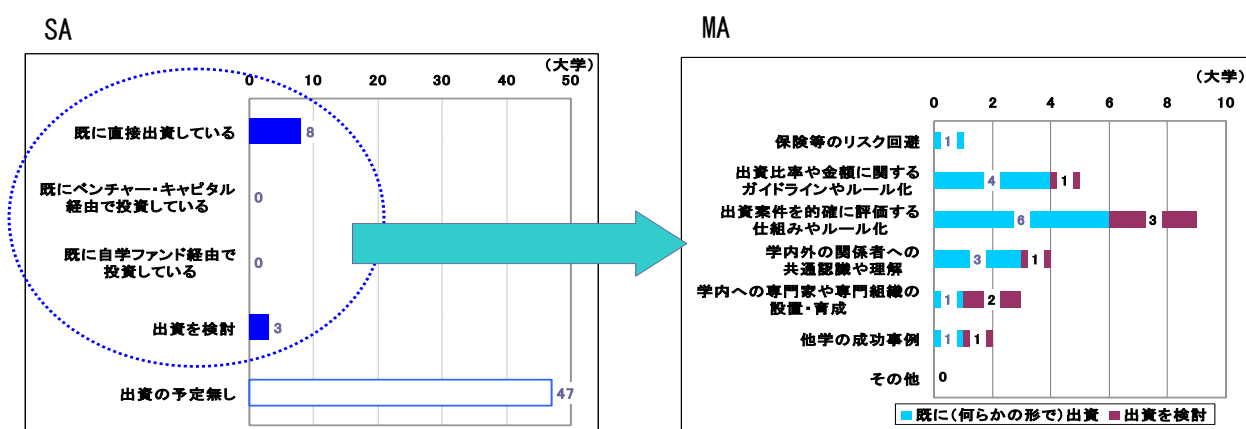 SA
(大学)
0 10 20 30 40 50
既に直接出資している
8
既にベンチャー・キャピタル
経由で投資している
0
既に自学ファンド経由で
投資している
0
出資を検討
3
出資の予定無し
47
MA
(大学)
0 2 4 6 8 10
保険等のリスク回避
1
出資比率や金額に関する
ガイドラインやルール化
4 1
出資案件を的確に評価する
仕組みやルール化
6 3
学内外の関係者への
共通認識や理解
3 1
学内への専門家や専門組織の
設置・育成
1 2
他学の成功事例
1 1
その他
0
既に(何らかの形で)出資 出資を検討